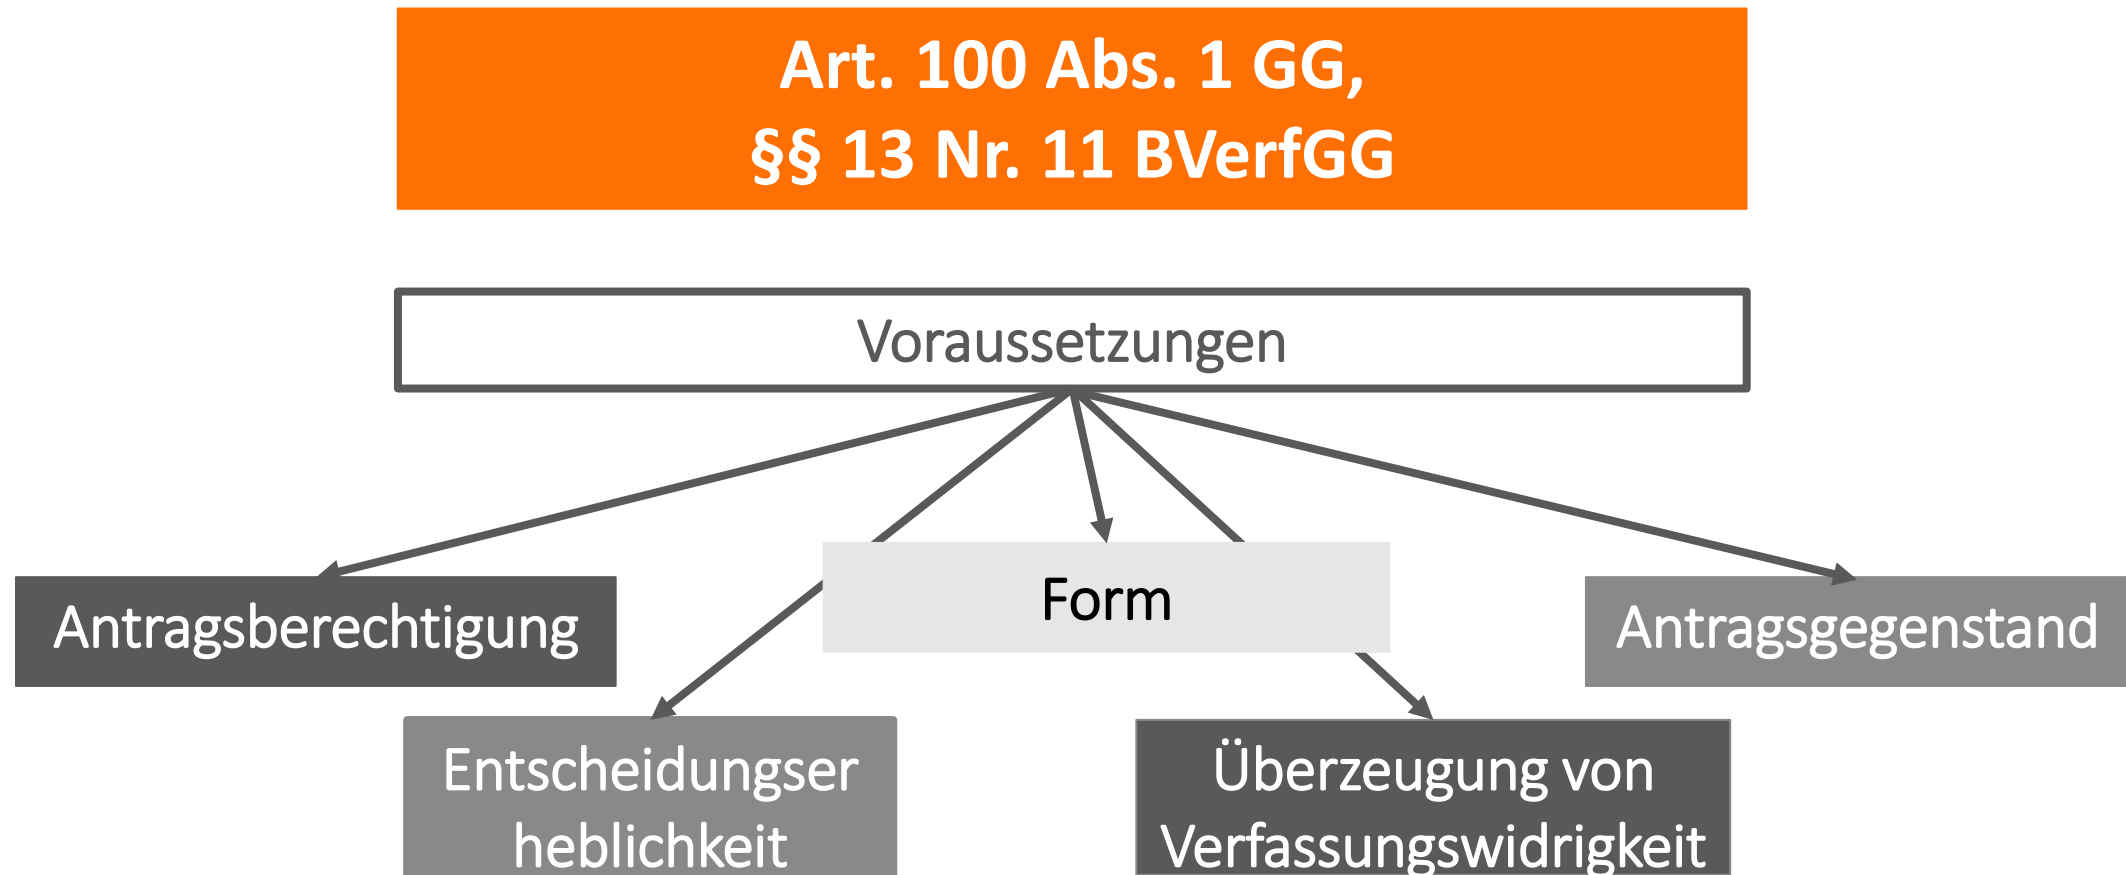 Art. 100 Abs. 1 GG,
§§ 13 Nr. 11 BVerfGG
Voraussetzungen
Antragsberechtigung
Form
Antragsgegenstand
Entscheidungser
heblichkeit
Überzeugung von
Verfassungswidrigkeit